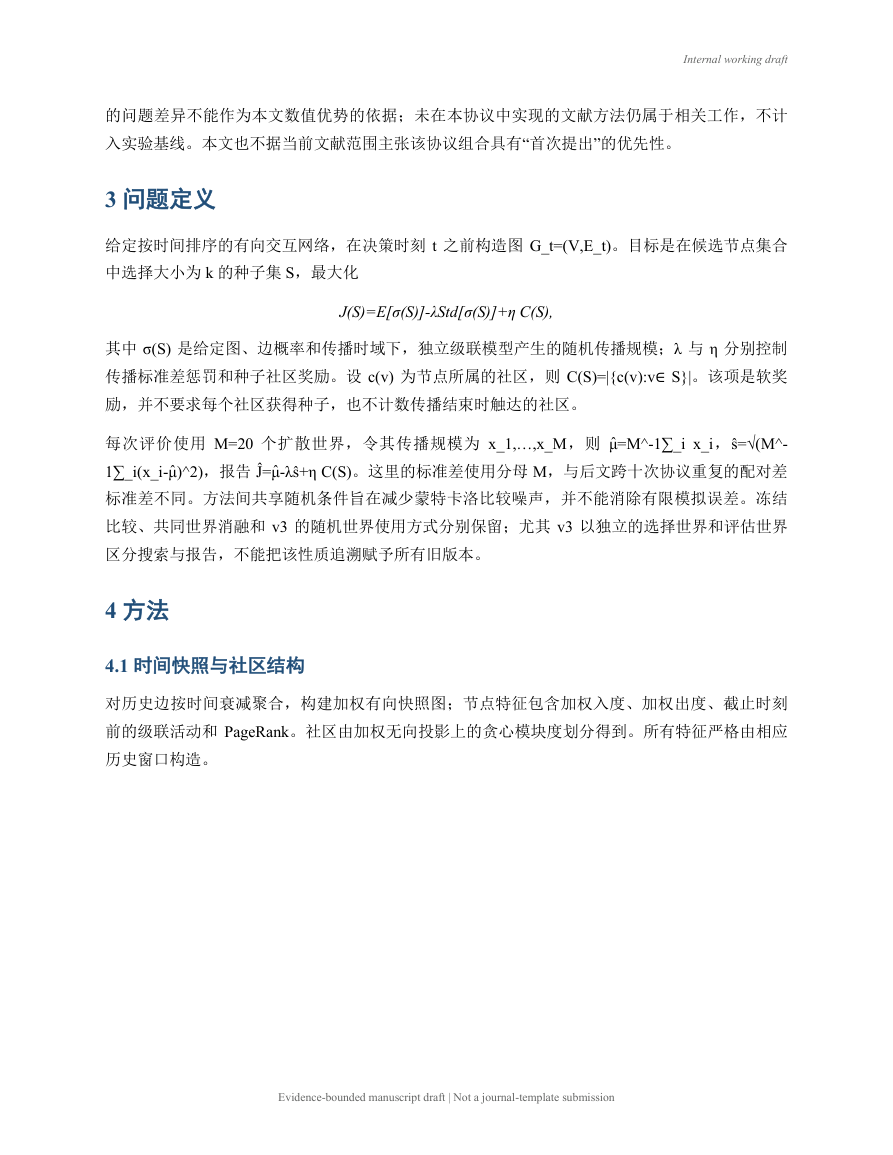 Internal working draft
的问题差异不能作为本文数值优势的依据；未在本协议中实现的文献方法仍属于相关工作，不计
入实验基线。本文也不据当前文献范围主张该协议组合具有“首次提出”的优先性。
3 问题定义
给定按时间排序的有向交互网络，在决策时刻 t 之前构造图 G_t=(V,E_t)。目标是在候选节点集合
中选择大小为 k 的种子集 S，最大化
J(S)=E[σ(S)]-λStd[σ(S)]+η C(S),
其中 σ(S) 是给定图、边概率和传播时域下，独立级联模型产生的随机传播规模；λ 与 η 分别控制
传播标准差惩罚和种子社区奖励。设 c(v) 为节点所属的社区，则 C(S)=|{c(v):v∈ S}|。该项是软奖
励，并不要求每个社区获得种子，也不计数传播结束时触达的社区。
每次评价使用 M=20 个扩散世界，令其传播规模为 x_1,…,x_M，则 μ̂=M^-1∑_i x_i，ŝ=√(M^-
1∑_i(x_i-μ̂)^2)，报告 Ĵ=μ̂-λŝ+η C(S)。这里的标准差使用分母 M，与后文跨十次协议重复的配对差
标准差不同。方法间共享随机条件旨在减少蒙特卡洛比较噪声，并不能消除有限模拟误差。冻结
比较、共同世界消融和 v3 的随机世界使用方式分别保留；尤其 v3 以独立的选择世界和评估世界
区分搜索与报告，不能把该性质追溯赋予所有旧版本。
4 方法
4.1 时间快照与社区结构
对历史边按时间衰减聚合，构建加权有向快照图；节点特征包含加权入度、加权出度、截止时刻
前的级联活动和 PageRank。社区由加权无向投影上的贪心模块度划分得到。所有特征严格由相应
历史窗口构造。
Evidence-bounded manuscript draft | Not a journal-template submission